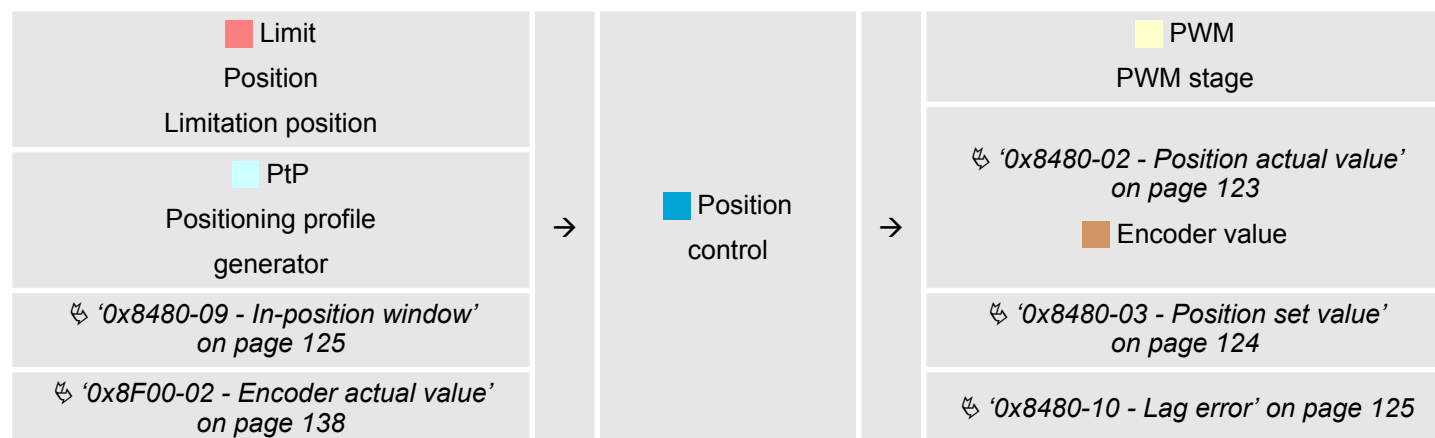 Limit
Position
Limitation position
PtP
Positioning profile
generator
↳ ‘0x8480-09 - In-position window’
on page 125
↳ ‘0x8F00-02 - Encoder actual value’
on page 138
→
Position
control
→
PWM
PWM stage
↳ ‘0x8480-02 - Position actual value’
on page 123
Encoder value
↳ ‘0x8480-03 - Position set value’
on page 124
↳ ‘0x8480-10 - Lag error’ on page 125